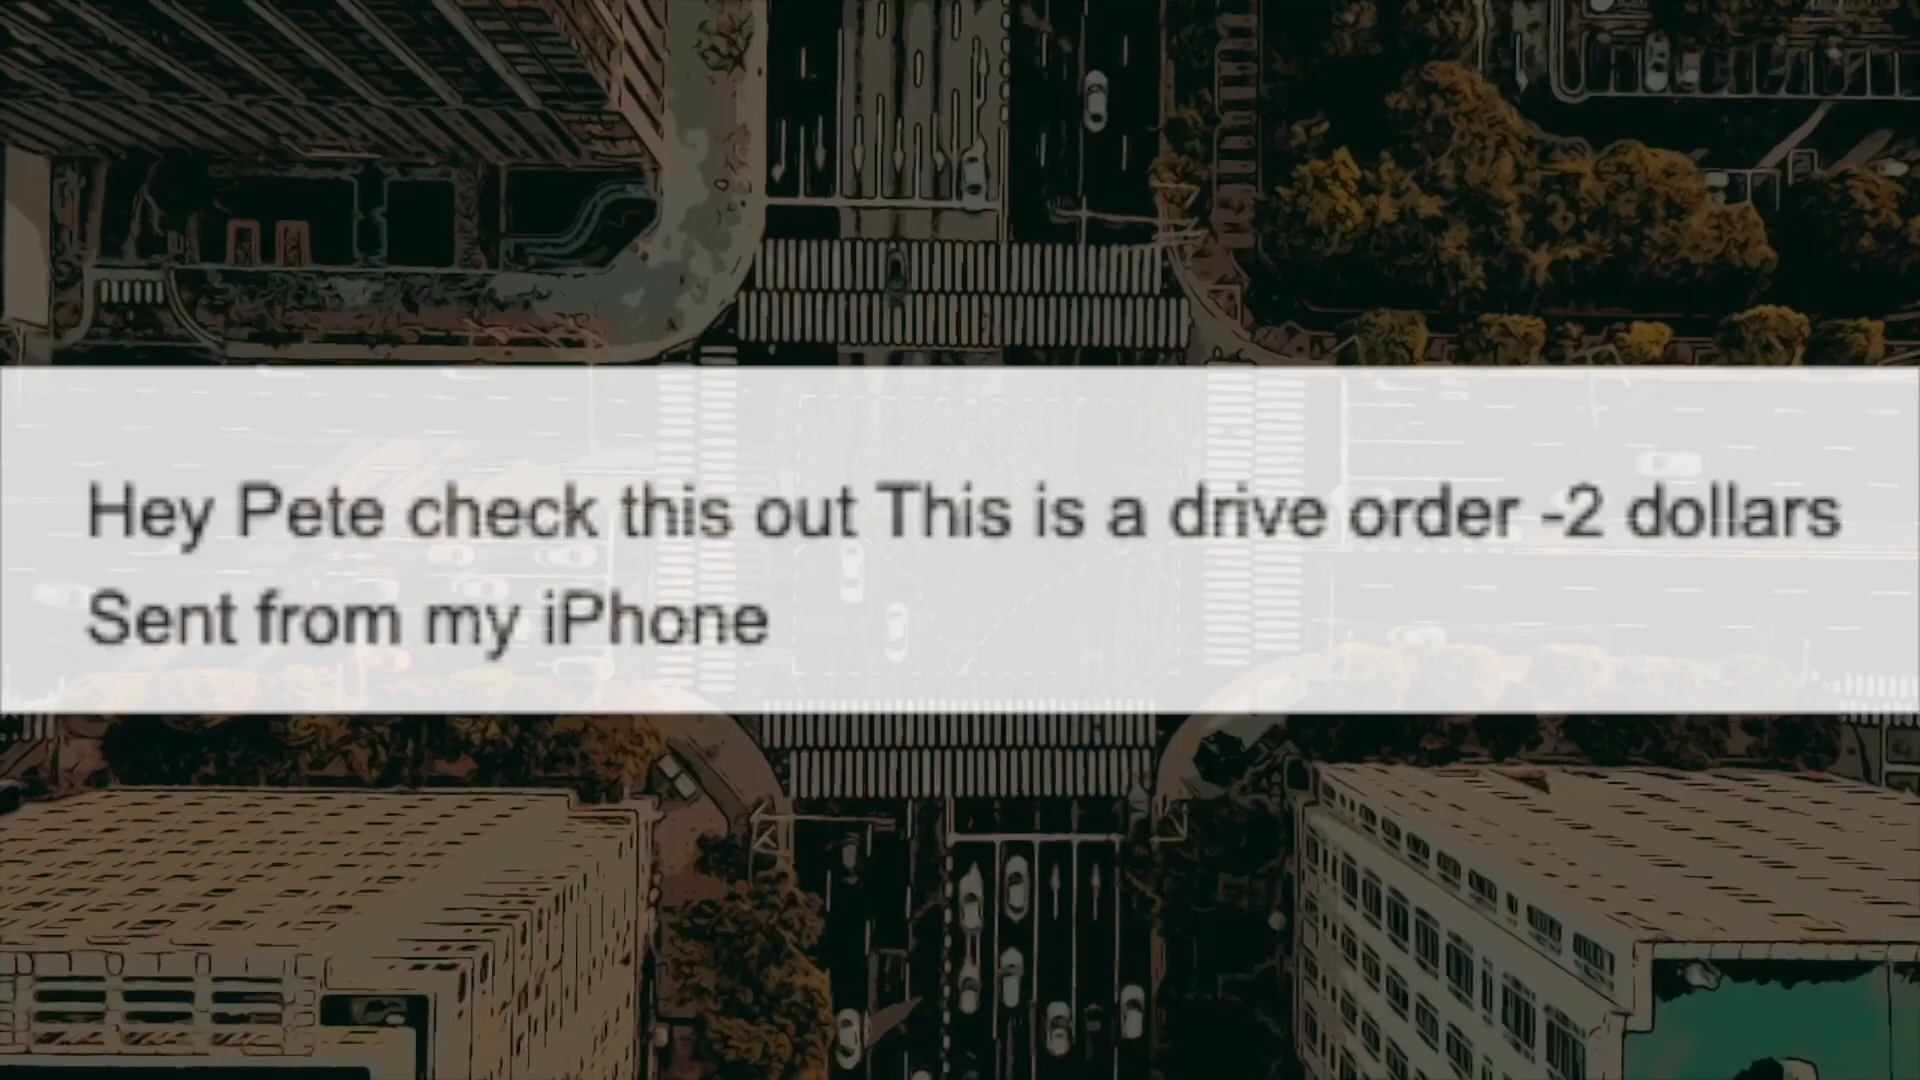 Hey Pete check this out This is a drive order -2 dollars
Sent from my iPhone